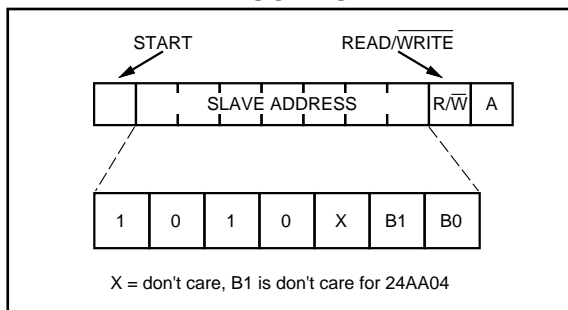 START READ/WRITE
SLAVE ADDRESS R/W A
1 0 1 0 X B1 B0
X = don't care, B1 is don't care for 24AA04